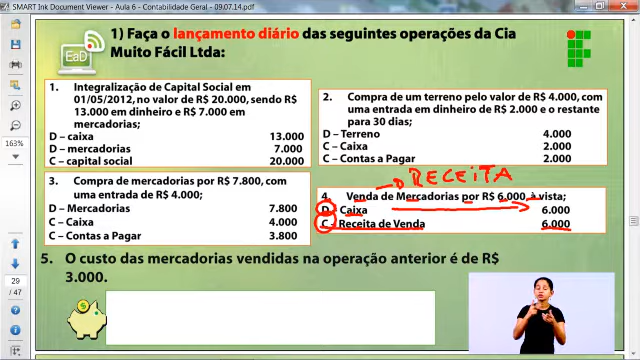 SMART Ink Document Viewer - Aula 6 - Contabilidade Geral - 09.07.14.pdf
EaD
1) Faça o lançamento diário das seguintes operações da Cia
Muito Fácil Ltda:
1. Integralização de Capital Social em
01/05/2012, no valor de R$ 20.000, sendo R$
13.000 em dinheiro e R$ 7.000 em
mercadorias;
D – caixa 13.000
D – mercadorias 7.000
C – capital social 20.000
2. Compra de um terreno pelo valor de R$ 4.000, com
uma entrada em dinheiro de R$ 2.000 e o restante
para 30 dias;
D – Terreno 4.000
C – Caixa 2.000
C – Contas a Pagar 2.000
3. Compra de mercadorias por R$ 7.800, com
uma entrada de R$ 4.000;
D – Mercadorias 7.800
C – Caixa 4.000
C – Contas a Pagar 3.800
RECEITA
4. Venda de Mercadorias por R$ 6.000, à vista;
D – Caixa 6.000
C – Receita de Venda 6.000
5. O custo das mercadorias vendidas na operação anterior é de R$
3.000.
163%
29
/ 47